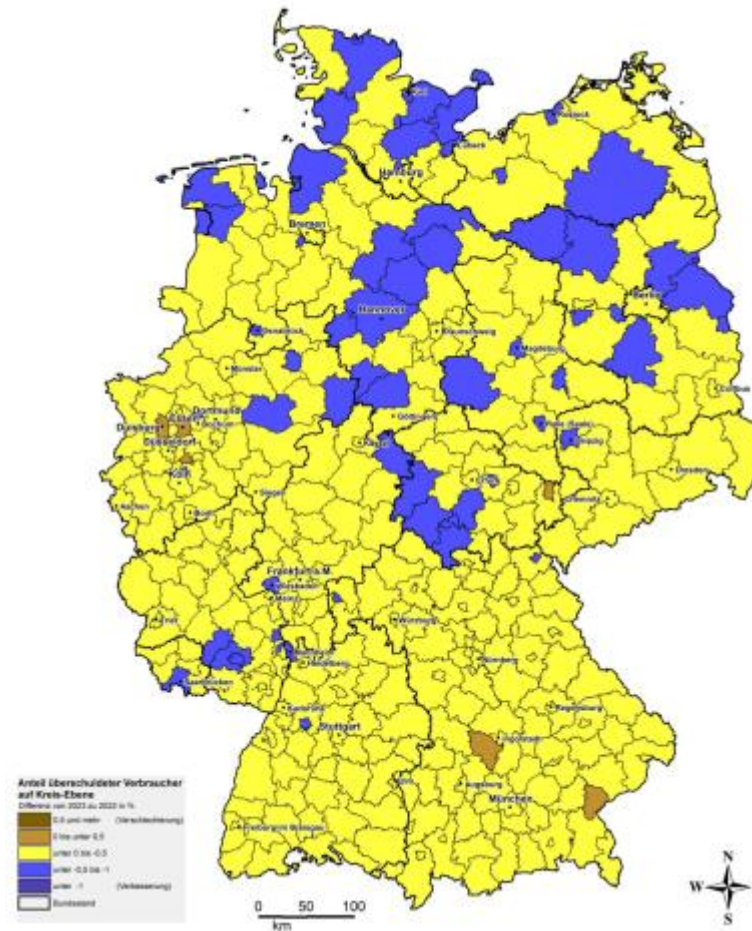 Rostock
Lübeck
Hamburg
Bremen
Berlin
Hannover
Braunschweig
Osnabrück
Magdeburg
Münster
Cottbus
Dortmund
Essen
Bochum
Duisburg
Düsseldorf
Göttingen
Halle (Saale)
Leipzig
Kassel
Köln
Dresden
Erfurt
Chemnitz
Aachen
Bonn
Siegen
Frankfurt a.M.
Wiesbaden
Mainz
Trier
Würzburg
Heidelberg
Nürnberg
Saarbrücken
Karlsruhe
Regensburg
Stuttgart
Ingolstadt
Ulm
Augsburg
München
Freiburg im Breisgau
Anteil überschuldeter Verbraucher
auf Kreis-Ebene
Differenz von 2023 zu 2022 in %
0,5 und mehr (Verschlechterung)
0 bis unter 0,5
unter 0 bis -0,5
unter -0,5 bis -1
unter -1 (Verbesserung)
Bundesland
0 50 100
km
N
W E
S